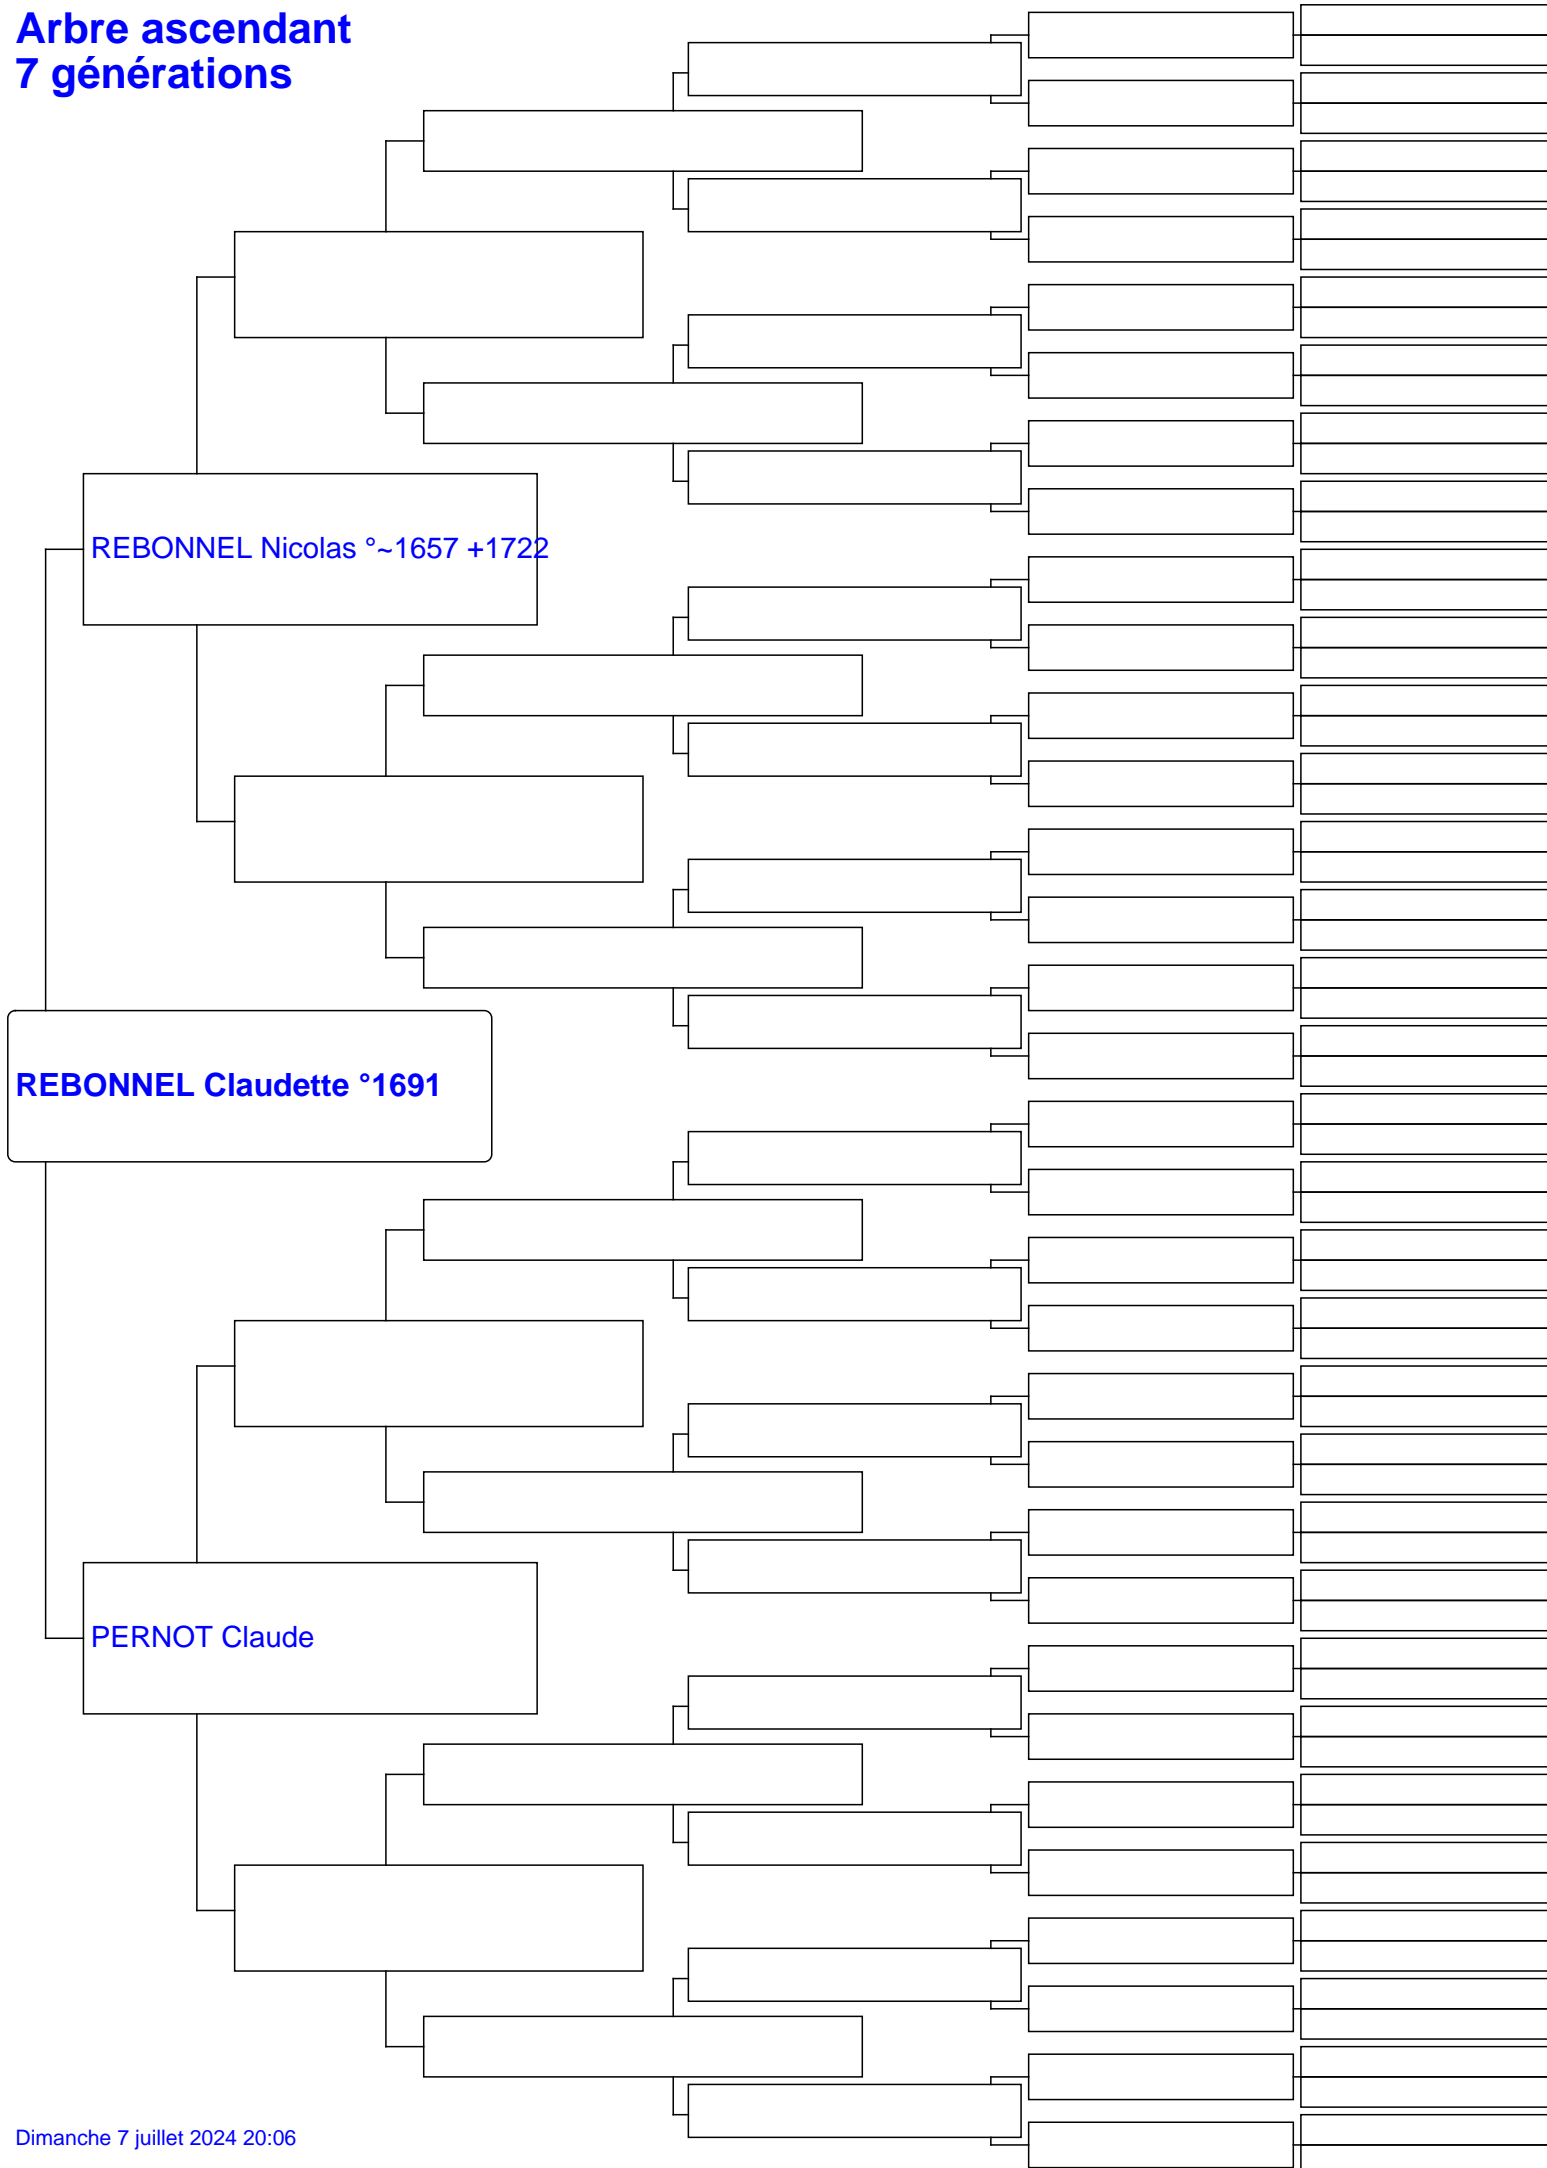 Arbre ascendant
7 générations
REBONNEL Nicolas °~1657 +1722
REBONNEL Claudette °1691
PERNOT Claude
Dimanche 7 juillet 2024 20:06